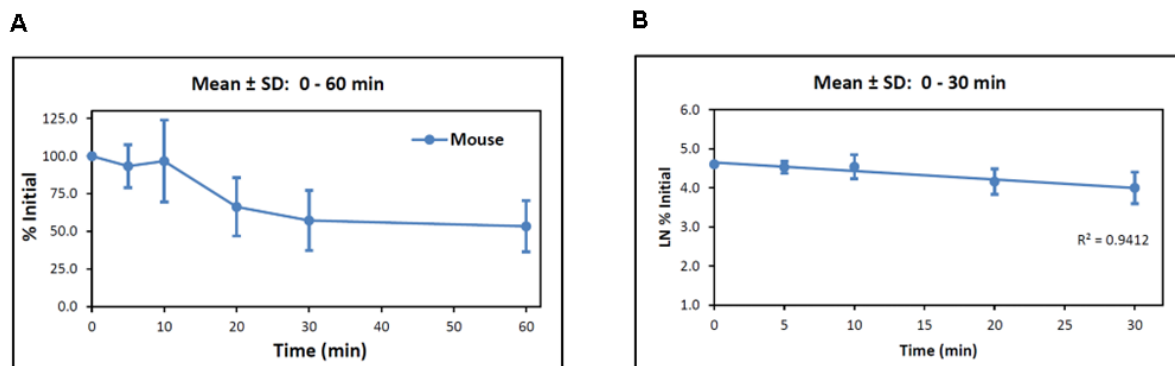 A
Mean ± SD: 0 - 60 min
125.0
100.0
75.0
50.0
25.0
0.0
% Initial
Mouse
0 10 20 30 40 50 60
Time (min)
B
Mean ± SD: 0 - 30 min
6.0
5.0
4.0
3.0
2.0
1.0
LN % Initial
R² = 0.9412
0 5 10 15 20 25 30
Time (min)